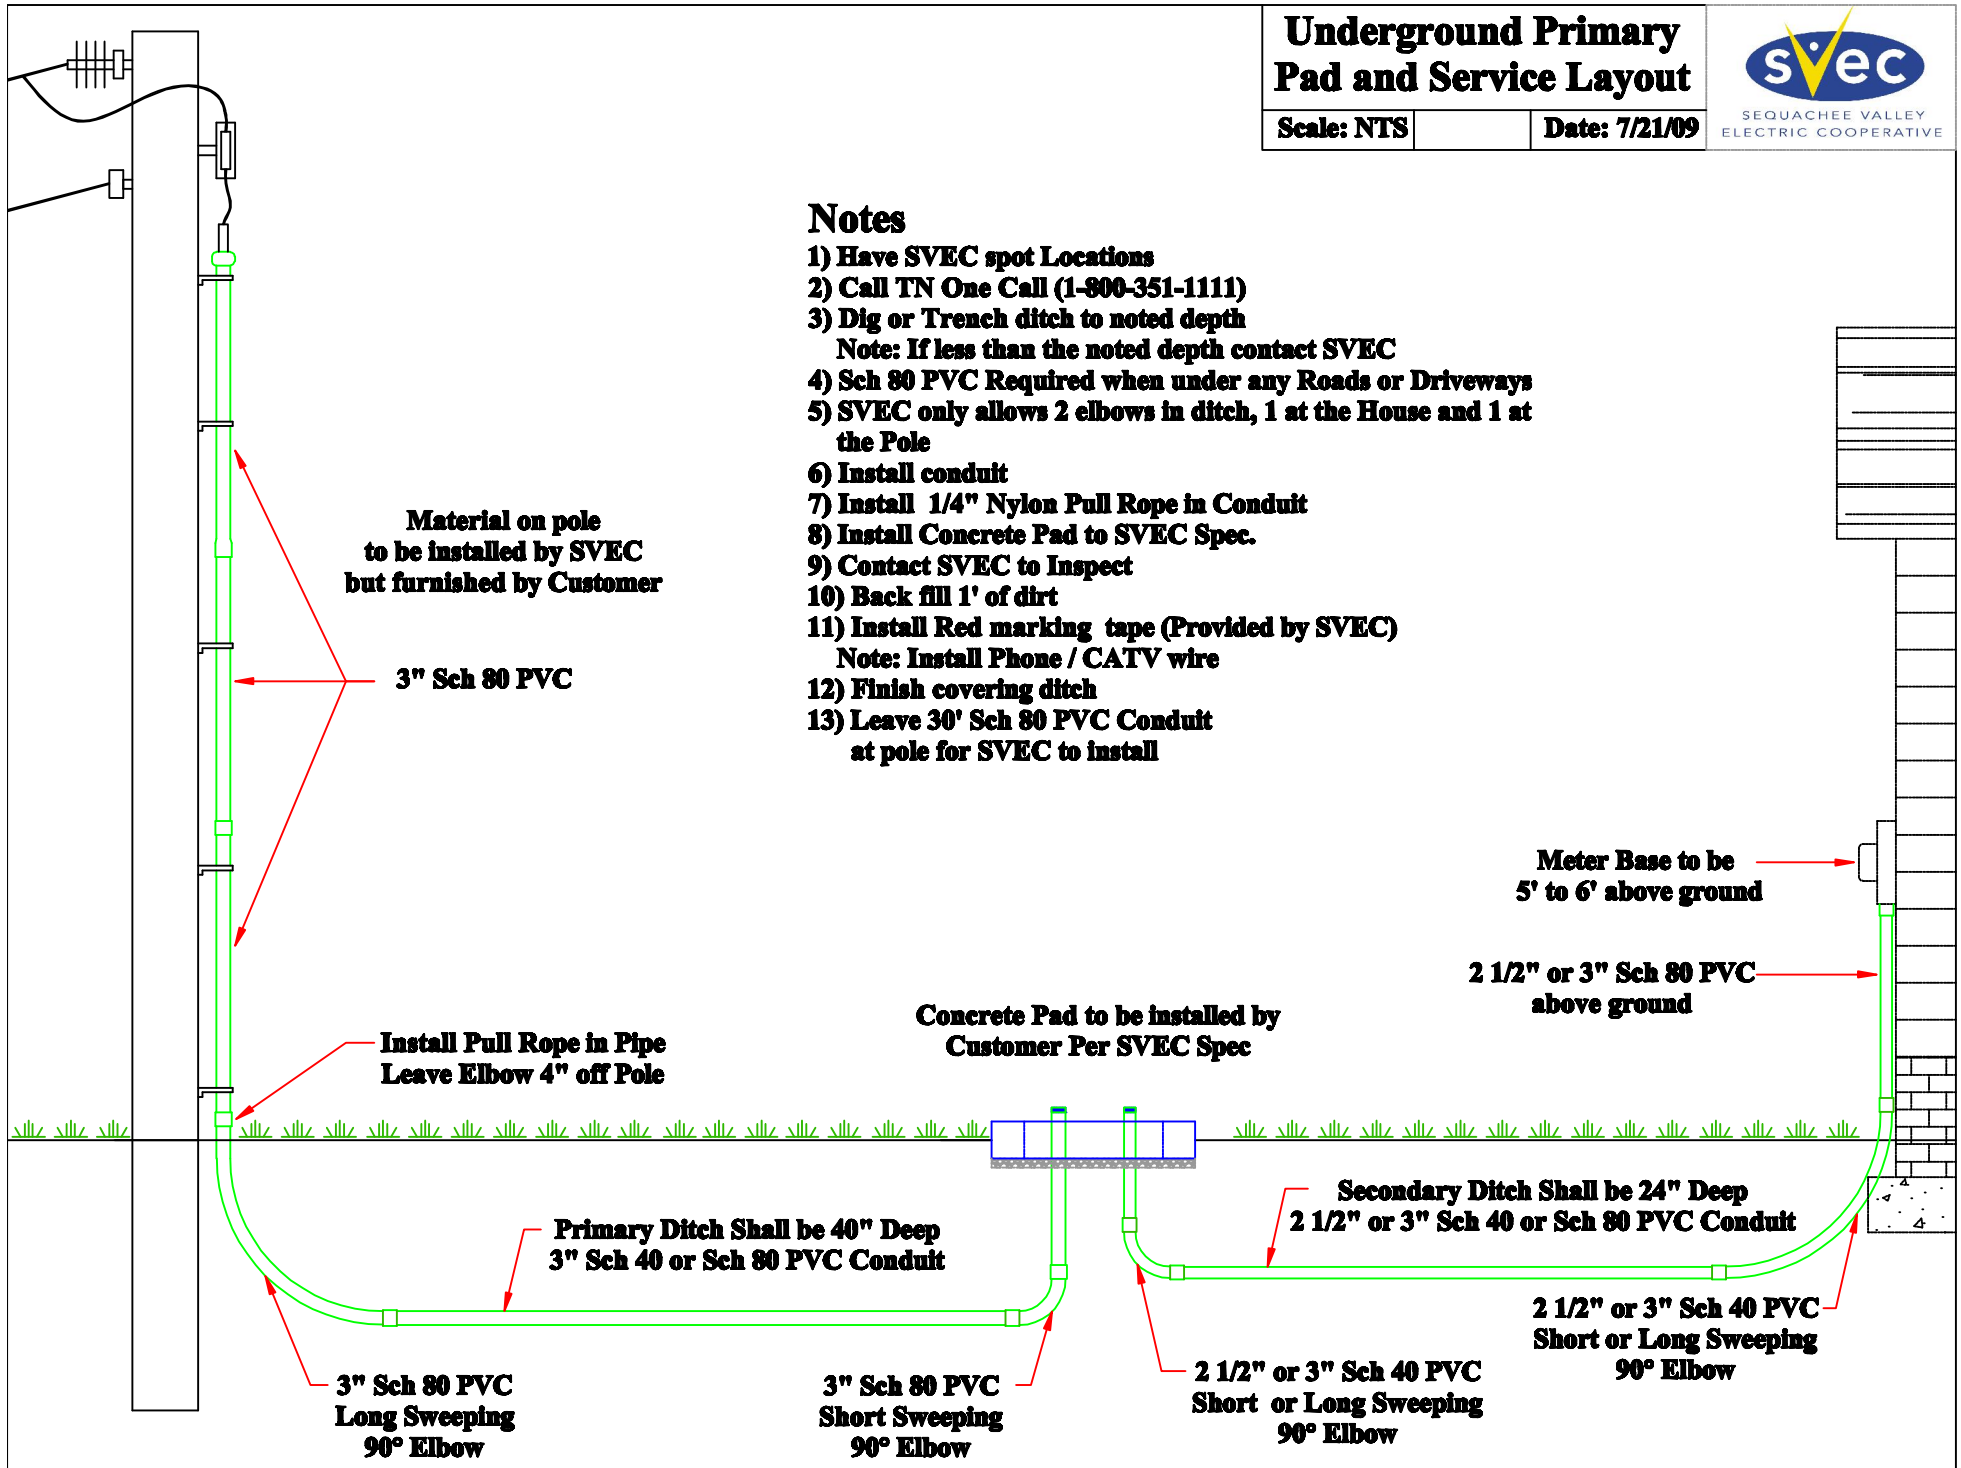 Underground Primary
Pad and Service Layout
Scale: NTS
Date: 7/21/09
svec
SEQUACHEE VALLEY
ELECTRIC COOPERATIVE
Notes
1) Have SVEC spot Locations
2) Call TN One Call (1-800-351-1111)
3) Dig or Trench ditch to noted depth
Note: If less than the noted depth contact SVEC
4) Sch 80 PVC Required when under any Roads or Driveways
5) SVEC only allows 2 elbows in ditch, 1 at the House and 1 at
the Pole
6) Install conduit
7) Install 1/4" Nylon Pull Rope in Conduit
8) Install Concrete Pad to SVEC Spec.
9) Contact SVEC to Inspect
10) Back fill 1' of dirt
11) Install Red marking tape (Provided by SVEC)
Note: Install Phone / CATV wire
12) Finish covering ditch
13) Leave 30' Sch 80 PVC Conduit
at pole for SVEC to install
Material on pole
to be installed by SVEC
but furnished by Customer
3" Sch 80 PVC
Meter Base to be
5' to 6' above ground
2 1/2" or 3" Sch 80 PVC
above ground
Concrete Pad to be installed by
Customer Per SVEC Spec
Install Pull Rope in Pipe
Leave Elbow 4" off Pole
Primary Ditch Shall be 40" Deep
3" Sch 40 or Sch 80 PVC Conduit
Secondary Ditch Shall be 24" Deep
2 1/2" or 3" Sch 40 or Sch 80 PVC Conduit
3" Sch 80 PVC
Long Sweeping
90° Elbow
3" Sch 80 PVC
Short Sweeping
90° Elbow
2 1/2" or 3" Sch 40 PVC
Short or Long Sweeping
90° Elbow
2 1/2" or 3" Sch 40 PVC
Short or Long Sweeping
90° Elbow